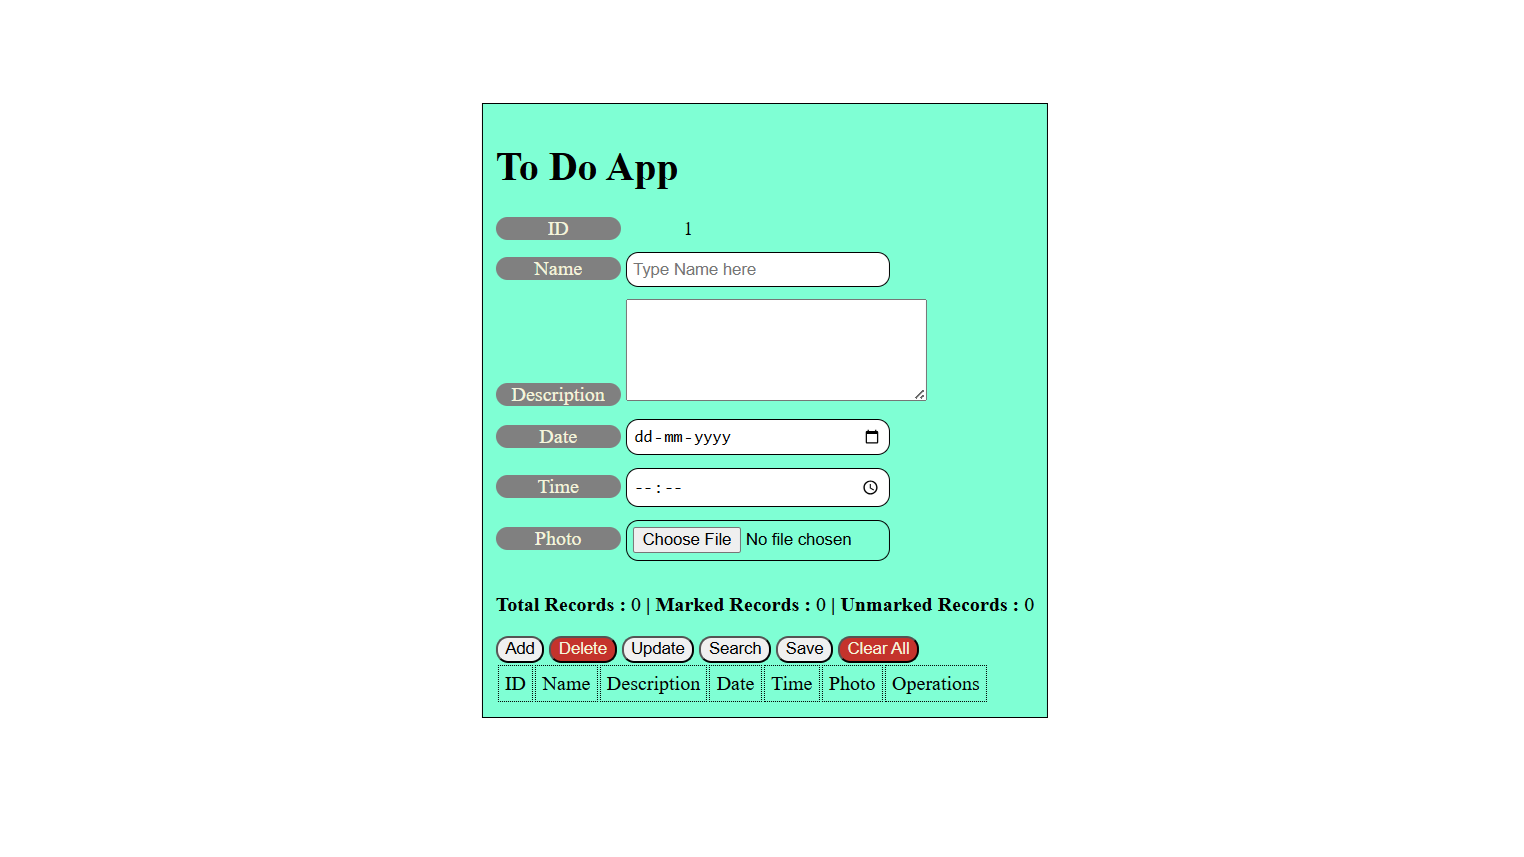 To Do App
ID 1
Name Type Name here
Description
Date dd-mm-yyyy
Time --:--
Photo Choose File No file chosen
Total Records : 0 | Marked Records : 0 | Unmarked Records : 0
Add Delete Update Search Save Clear All
ID Name Description Date Time Photo Operations